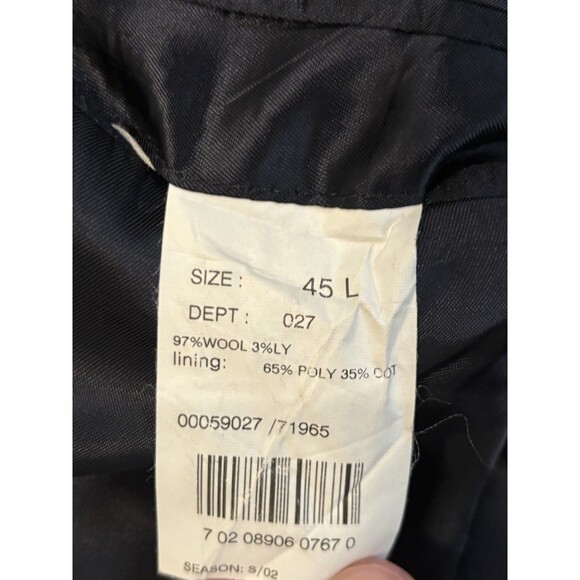 SIZE : 45 L
DEPT : 027
97%WOOL 3%LY
lining: 65% POLY 35% COT
00059027 /71965
7 02 08906 0767 0
SEASON: S/02